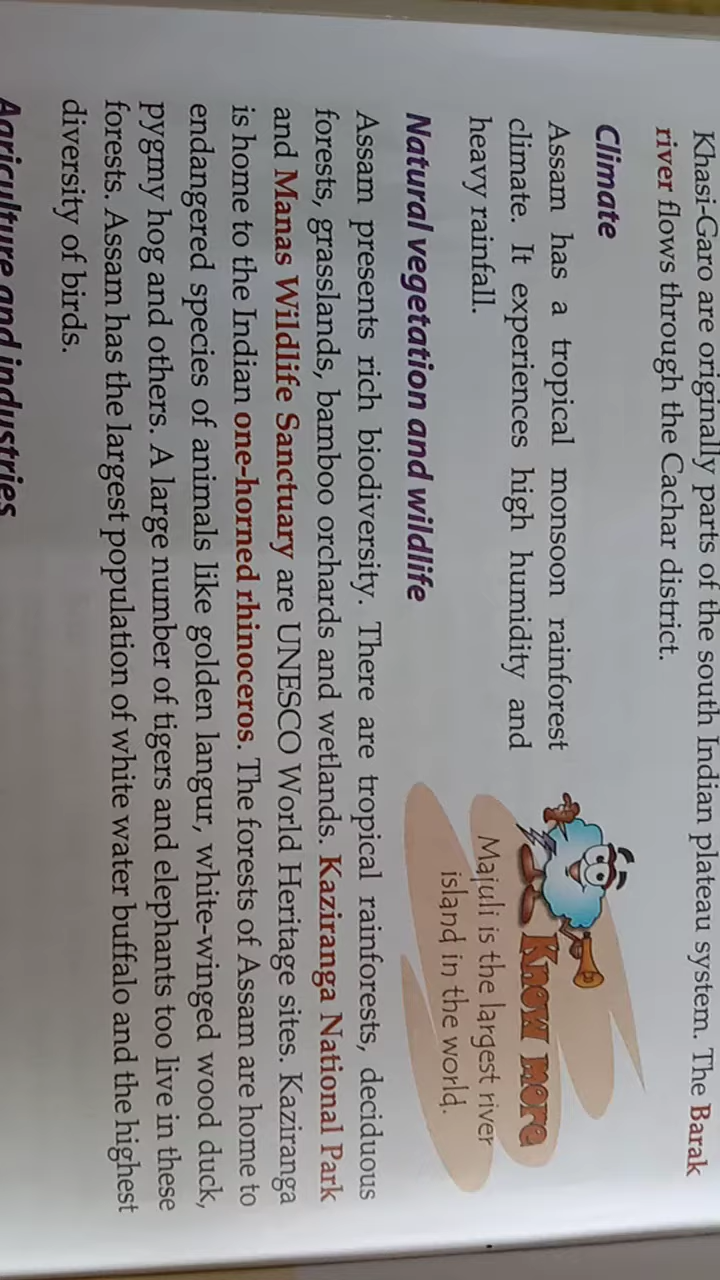 Khasi-Garo are originally parts of the south Indian plateau system. The Barak
river flows through the Cachar district.
Climate
Assam has a tropical monsoon rainforest
climate. It experiences high humidity and
heavy rainfall.
Know more
Majuli is the largest river
island in the world.
Natural vegetation and wildlife
Assam presents rich biodiversity. There are tropical rainforests, deciduous
forests, grasslands, bamboo orchards and wetlands. Kaziranga National Park
and Manas Wildlife Sanctuary are UNESCO World Heritage sites. Kaziranga
is home to the Indian one-horned rhinoceros. The forests of Assam are home to
endangered species of animals like golden langur, white-winged wood duck,
pygmy hog and others. A large number of tigers and elephants too live in these
forests. Assam has the largest population of white water buffalo and the highest
diversity of birds.
Agriculture and industries